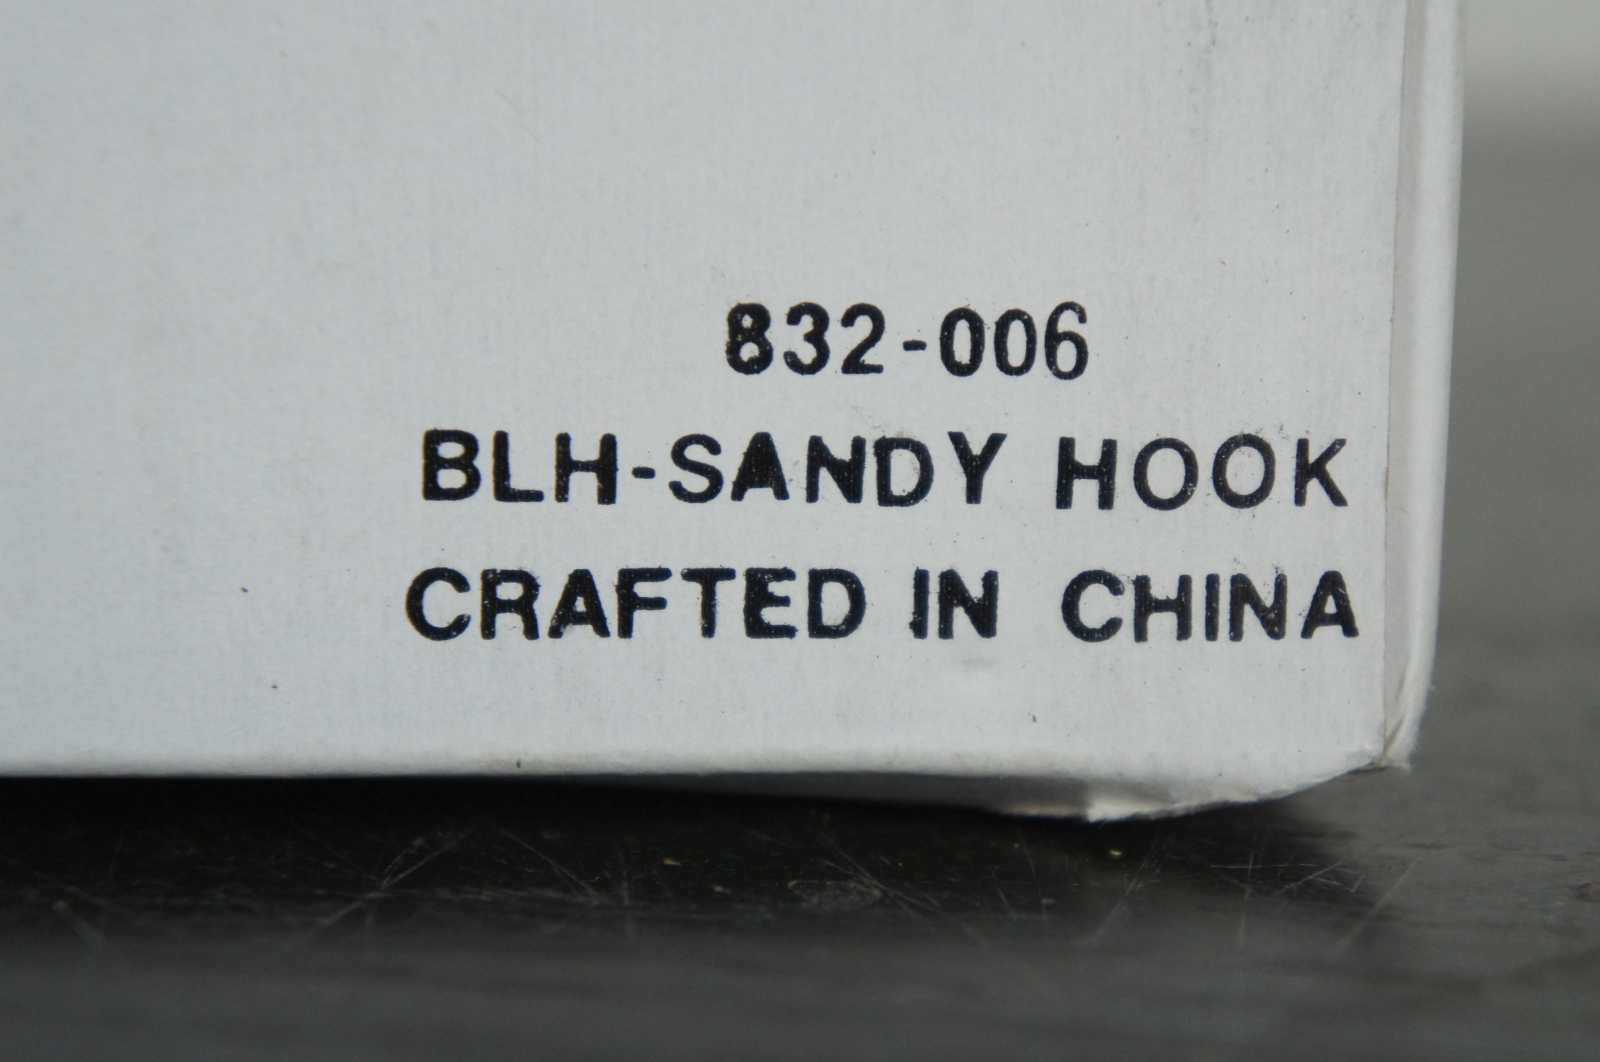 832-006
BLH-SANDY HOOK
CRAFTED IN CHINA